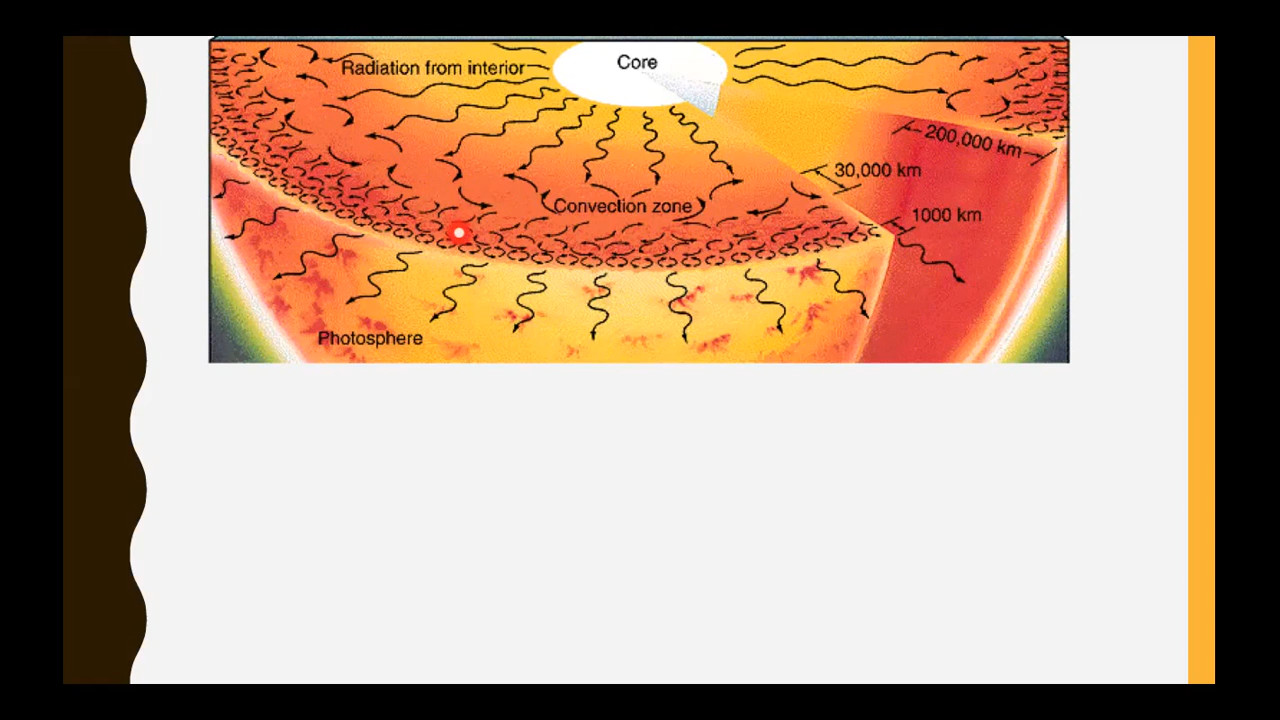 Core
Radiation from interior
200,000 km
30,000 km
Convection zone
1000 km
Photosphere